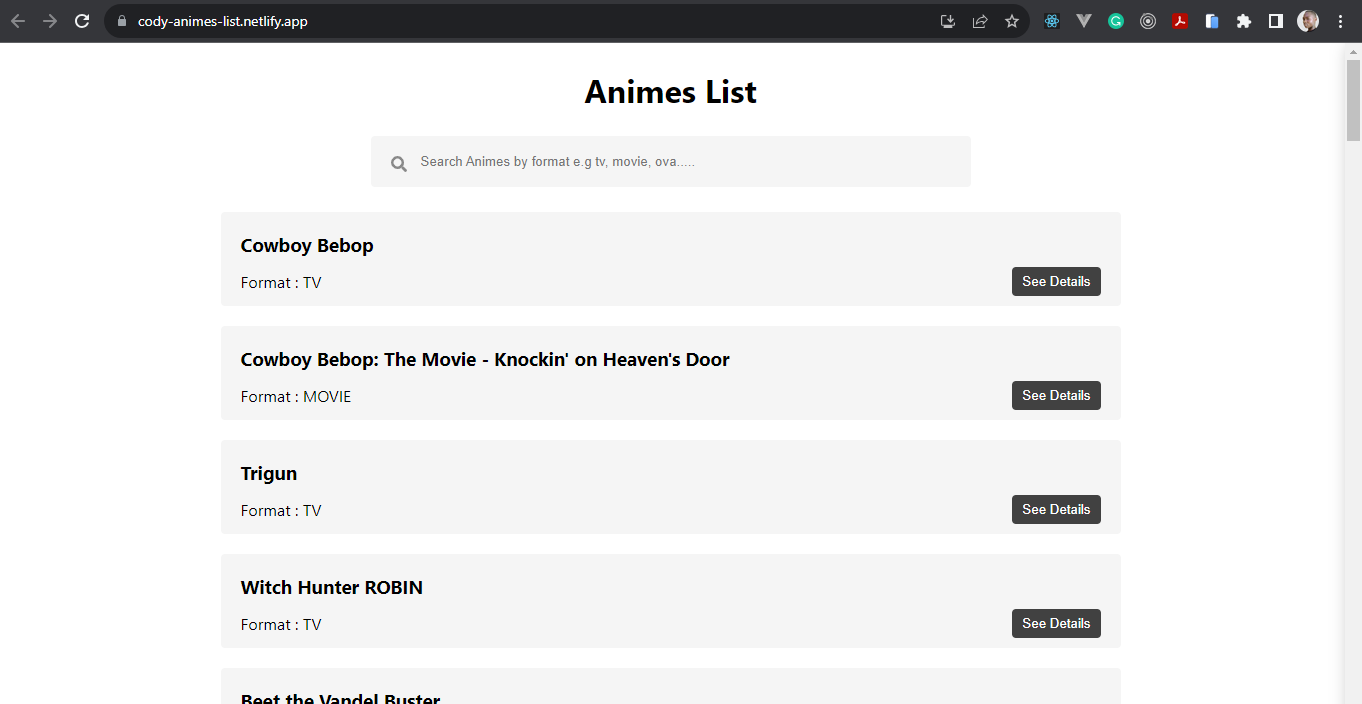 cody-animes-list.netlify.app
Animes List
Search Animes by format e.g tv, movie, ova.....
Cowboy Bebop
Format : TV
See Details
Cowboy Bebop: The Movie - Knockin' on Heaven's Door
Format : MOVIE
See Details
Trigun
Format : TV
See Details
Witch Hunter ROBIN
Format : TV
See Details
Beet the Vandel Buster